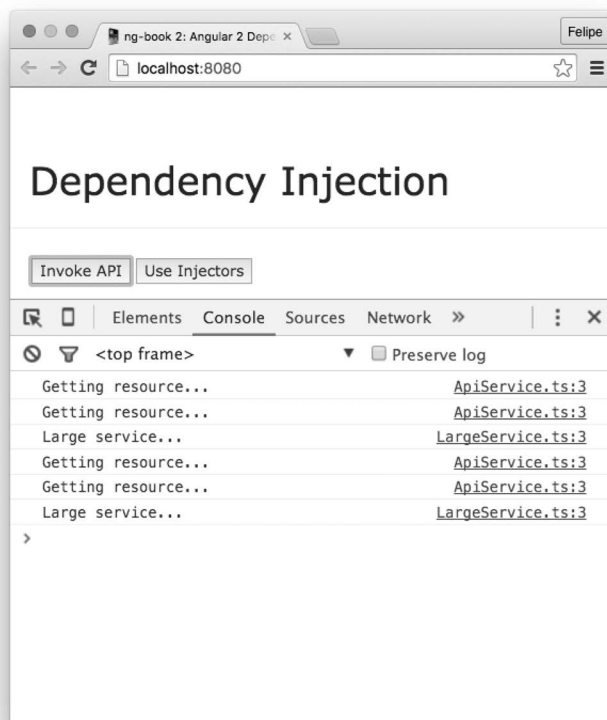 ng-book 2: Angular 2 Depe
Felipe
localhost:8080
Dependency Injection
Invoke API Use Injectors
Elements Console Sources Network »
<top frame> Preserve log
Getting resource... ApiService.ts:3
Getting resource... ApiService.ts:3
Large service... LargeService.ts:3
Getting resource... ApiService.ts:3
Getting resource... ApiService.ts:3
Large service... LargeService.ts:3
>